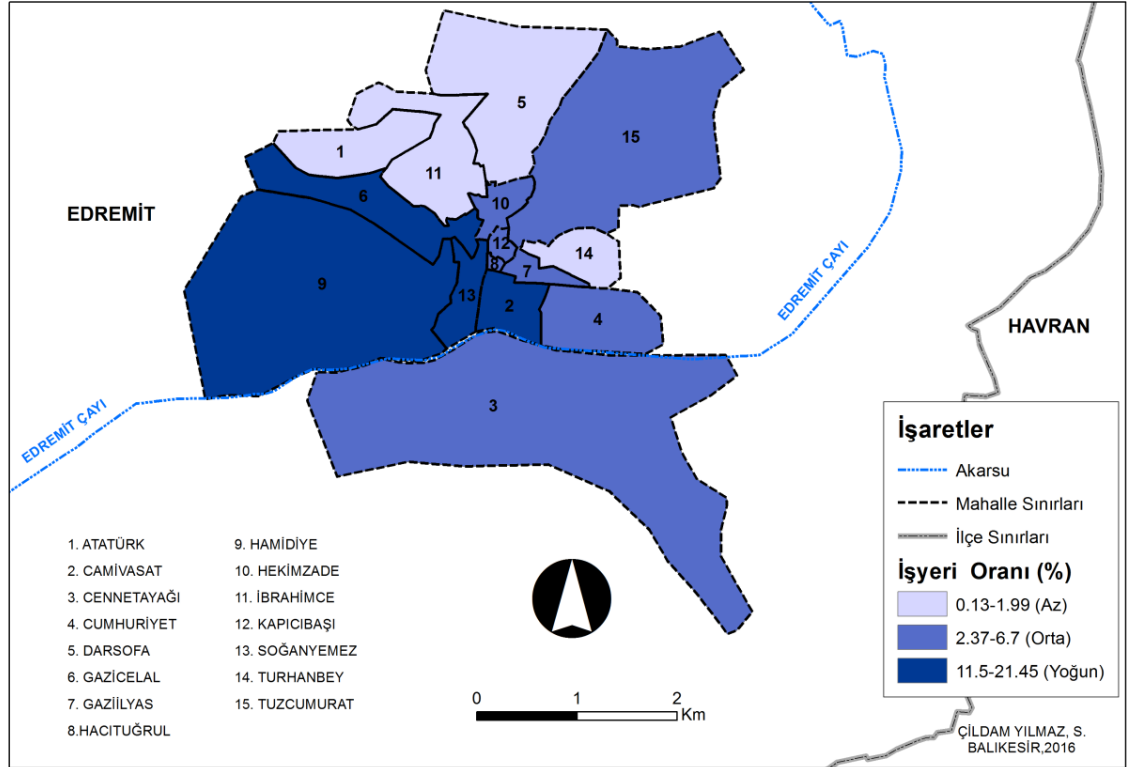 5
15
1
11
6
10
EDREMİT
12
14
8
7
9
13
2
4
EDREMİT ÇAYI
HAVRAN
3
EDREMİT ÇAYI
İşaretler
Akarsu
Mahalle Sınırları
İlçe Sınırları
İşyeri Oranı (%)
0.13-1.99 (Az)
2.37-6.7 (Orta)
11.5-21.45 (Yoğun)
1. ATATÜRK
2. CAMİVASAT
3. CENNETAYAĞI
4. CUMHURİYET
5. DARSOFA
6. GAZİCELAL
7. GAZİİLYAS
8.HACITUĞRUL
9. HAMİDİYE
10. HEKİMZADE
11. İBRAHİMCE
12. KAPICIBAŞI
13. SOĞANYEMEZ
14. TURHANBEY
15. TUZCUMURAT
0 1 2
Km
ÇİLDAM YILMAZ, S.
BALIKESİR,2016